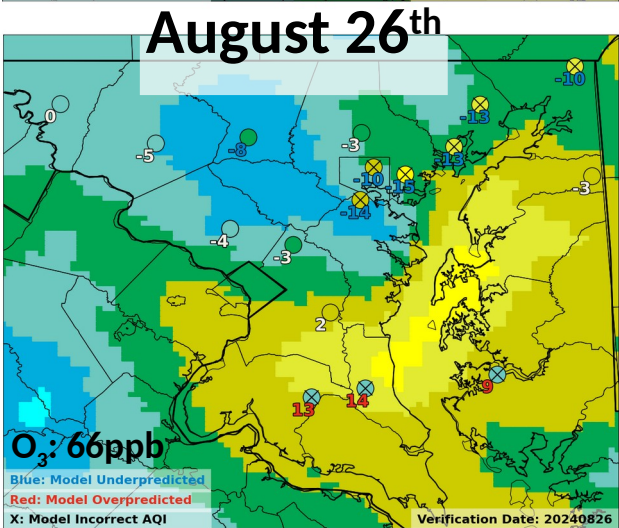 August 26th
-10
-13
0
-3
-5
-8
-13
-10
-15
-3
-14
-4
-3
2
9
14
13
O3: 66ppb
Blue: Model Underpredicted
Red: Model Overpredicted
X: Model Incorrect AQI
Verification Date: 20240826